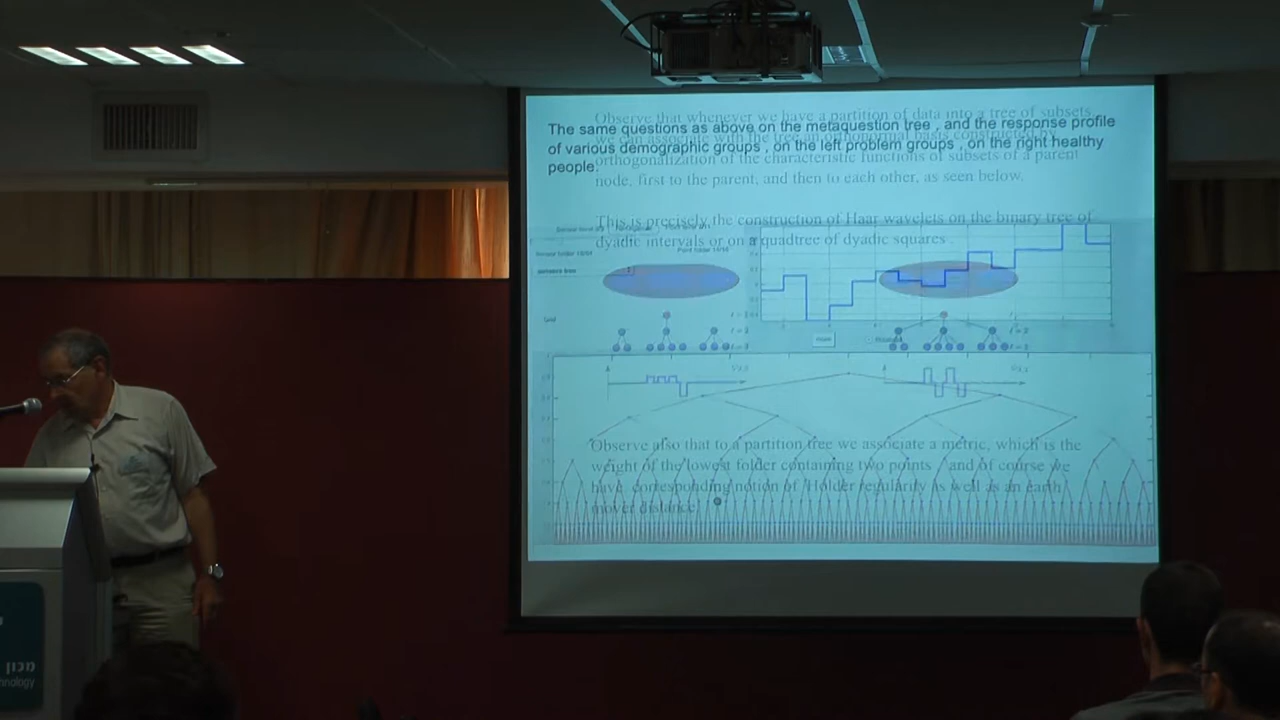 The same questions as above on the metaquestion tree , and the response profile
of various demographic groups , on the left problem groups , on the right healthy
people.
Observe that whenever we have a partition of data into a tree of subsets,
we can associate with the tree an orthonormal basis constructed by
orthogonalization of the characteristic functions of subsets of a parent
node, first to the parent, and then to each other, as seen below.
This is precisely the construction of Haar wavelets on the binary tree of
dyadic intervals or on a quadtree of dyadic squares .
Observe also that to a partition tree we associate a metric, which is the
weight of the lowest folder containing two points , and of course we
have corresponding notion of Holder regularity as well as an earth
mover distance.
מכון
hnology